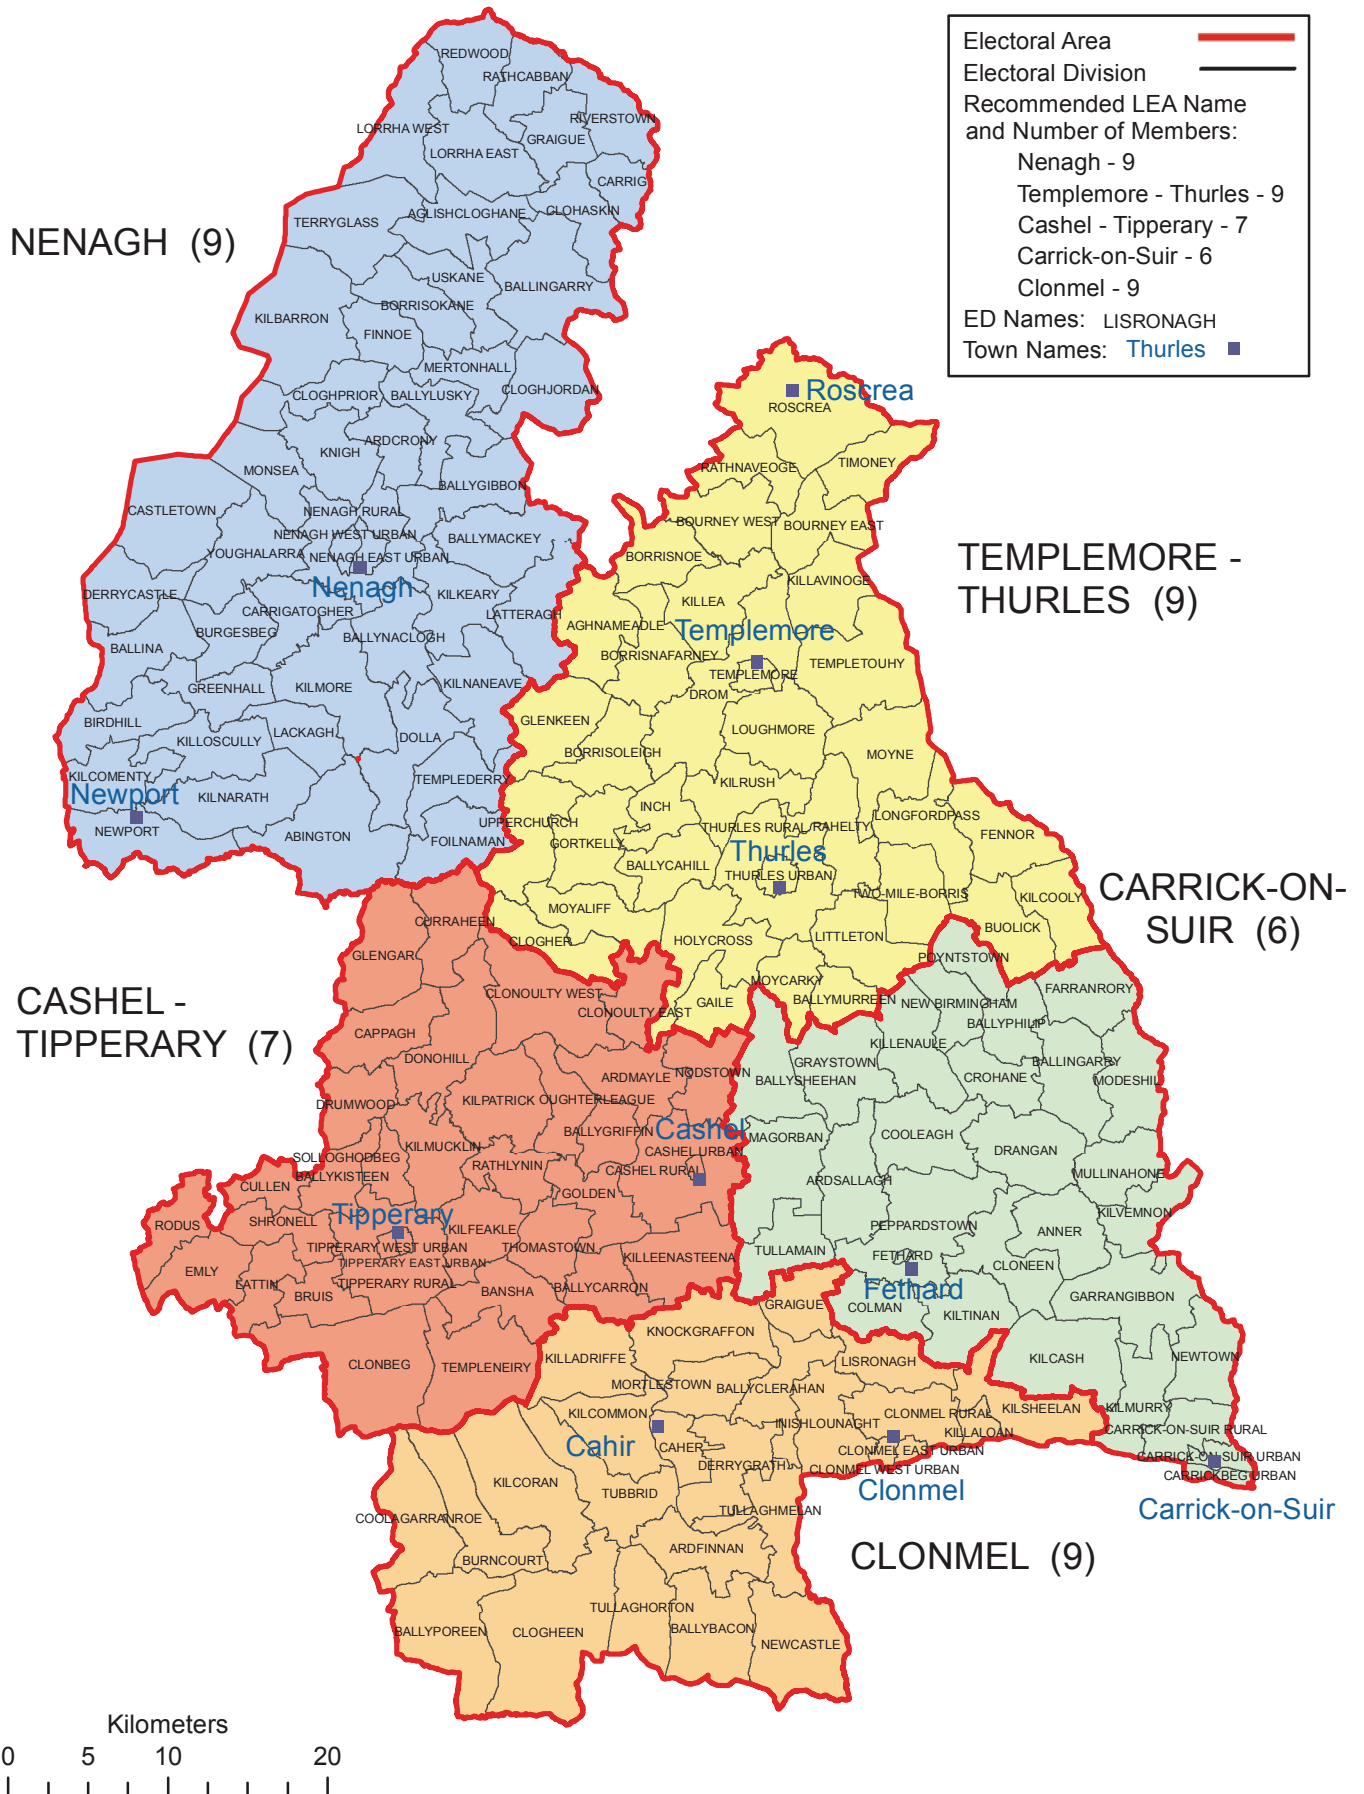 Electoral Area
Electoral Division
Recommended LEA Name
and Number of Members:
Nenagh - 9
Templemore - Thurles - 9
Cashel - Tipperary - 7
Carrick-on-Suir - 6
Clonmel - 9
ED Names: LISRONAGH
Town Names: Thurles
NENAGH (9)
REDWOOD
RATHCABBAN
LORRHA WEST
RIVERSTOWN
GRAIGUE
LORRHA EAST
CARRIG
TERRYGLASS
AGLISHCLOGHANE
CLOHASKIN
USKANE
BALLINGARRY
BORRISOKANE
KILBARRON
FINNOE
MERTONHALL
CLOGHPRIOR
BALLYLUSKY
CLOGHJORDAN
ARDCRONY
KNIGH
MONSEA
BALLYGIBBON
CASTLETOWN
NENAGH RURAL
NENAGH WEST URBAN
BALLYMACKEY
YOUGHALARRA
NENAGH EAST URBAN
Nenagh
DERRYCASTLE
KILKEARY
CARRIGATOGHER
LATTERAGH
BURGESBEG
BALLYNACLOGH
BALLINA
GREENHALL
KILMORE
KILNANEAVE
BIRDHILL
KILLOSCULLY
LACKAGH
DOLLA
KILCOMENTY
TEMPLEDERRY
Newport
KILNARATH
NEWPORT
ABINGTON
FOILNAMAN
TEMPLEMORE -
THURLES (9)
Roscrea
ROSCREA
RATHNAVEOGE
TIMONEY
BOURNEY WEST
BOURNEY EAST
BORRISNOE
KILLAVINOGE
KILLEA
AGHNAMEADLE
Templemore
BORRISNAFARNEY
TEMPLEMORE
TEMPLETOUHY
DROM
GLENKEEN
LOUGHMORE
BORRISOLEIGH
MOYNE
KILRUSH
INCH
UPPERCHURCH
THURLES RURAL
RAHELTY
LONGFORDPASS
FENNOR
GORTKELLY
Thurles
BALLYCAHILL
THURLES URBAN
TWO-MILE-BORRIS
KILCOOLY
MOYALIFF
BUOLICK
CLOGHER
HOLYCROSS
LITTLETON
MOYCARKY
GAILE
BALLYMURREEN
CARRICK-ON-
SUIR (6)
POYNTSTOWN
FARRANRORY
NEW BIRMINGHAM
BALLYPHILIP
KILLENAULE
GRAYSTOWN
BALLINGARRY
BALLYSHEEHAN
CROHANE
MODESHIL
MAGORBAN
COOLEAGH
DRANGAN
ARDSALLAGH
MULLINAHONE
KILVEMNON
PEPPARDSTOWN
ANNER
TULLAMAIN
FETHARD
CLONEEN
Fethard
COLMAN
KILTINAN
GARRANGIBBON
KILCASH
NEWTOWN
KILMURRY
CARRICK-ON-SUIR RURAL
CARRICK-ON-SUIR URBAN
CARRICKBEG URBAN
Carrick-on-Suir
CASHEL -
TIPPERARY (7)
CURRAHEEN
GLENGAR
CLONOULTY WEST
CLONOULTY EAST
CAPPAGH
DONOHILL
NODSTOWN
ARDMAYLE
DRUMWOOD
KILPATRICK
OUGHTERLEAGUE
BALLYGRIFFIN
Cashel
KILMUCKLIN
CASHEL URBAN
SOLLOGHODBEG
RATHLYNIN
CASHEL RURAL
BALLYKISTEEN
CULLEN
GOLDEN
RODUS
SHRONELL
Tipperary
KILFEAKLE
TIPPERARY WEST URBAN
THOMASTOWN
KILLEENASTEENA
TIPPERARY EAST URBAN
EMLY
LATTIN
TIPPERARY RURAL
BRUIS
BANSHA
BALLYCARRON
CLONBEG
TEMPLENEIRY
GRAIGUE
KNOCKGRAFFON
KILLADRIFFE
LISRONAGH
MORTLESTOWN
BALLYCLERAHAN
KILCOMMON
CLONMEL RURAL
KILSHEELAN
INISHLOUNAGHT
KILLALOAN
Cahir
CAHER
CLONMEL EAST URBAN
DERRYGRATH
CLONMEL WEST URBAN
Clonmel
KILCORAN
TUBBRID
TULLAGHMELAN
COOLAGARRANROE
ARDFINNAN
BURNCOURT
CLONMEL (9)
TULLAGHORTON
BALLYPOREEN
CLOGHEEN
BALLYBACON
NEWCASTLE
Kilometers
0 5 10 20